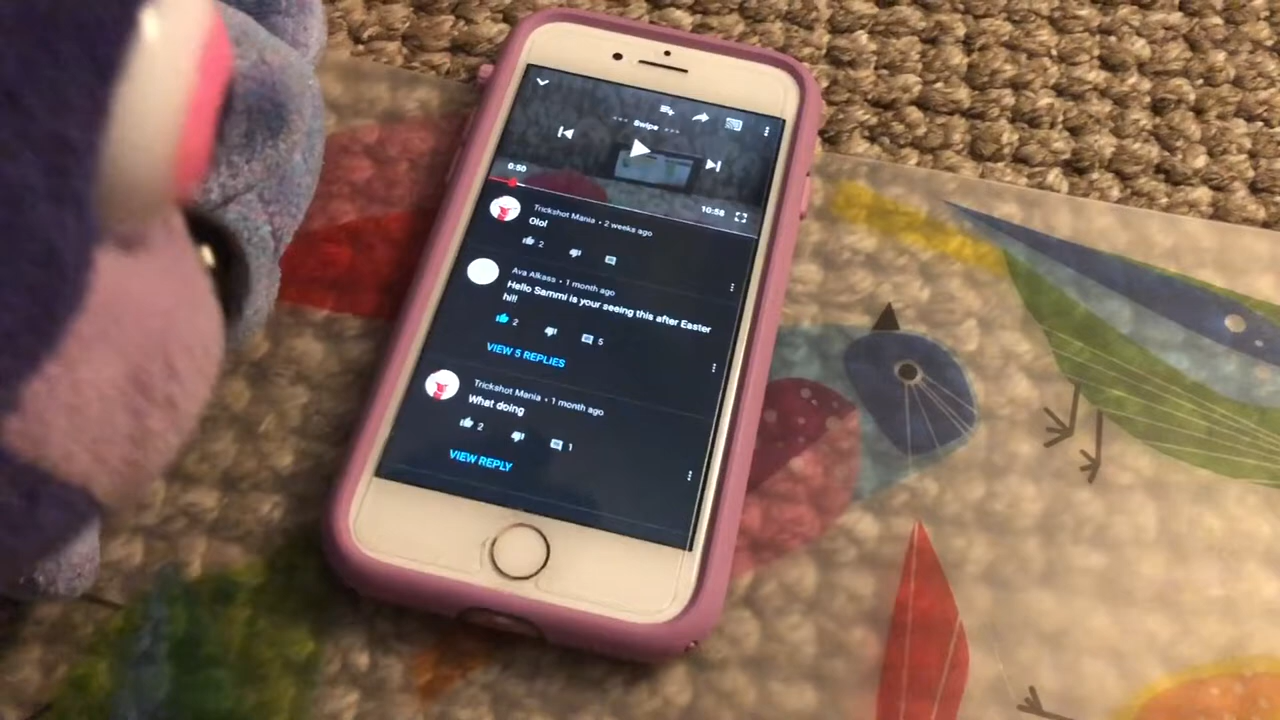 Swipe
0:50
10:58
Trickshot Mania • 2 weeks ago
Olol
2
Ava Alkass • 1 month ago
Hello Sammi is your seeing this after Easter
hi!!
2
5
VIEW 5 REPLIES
Trickshot Mania • 1 month ago
What doing
2
1
VIEW REPLY